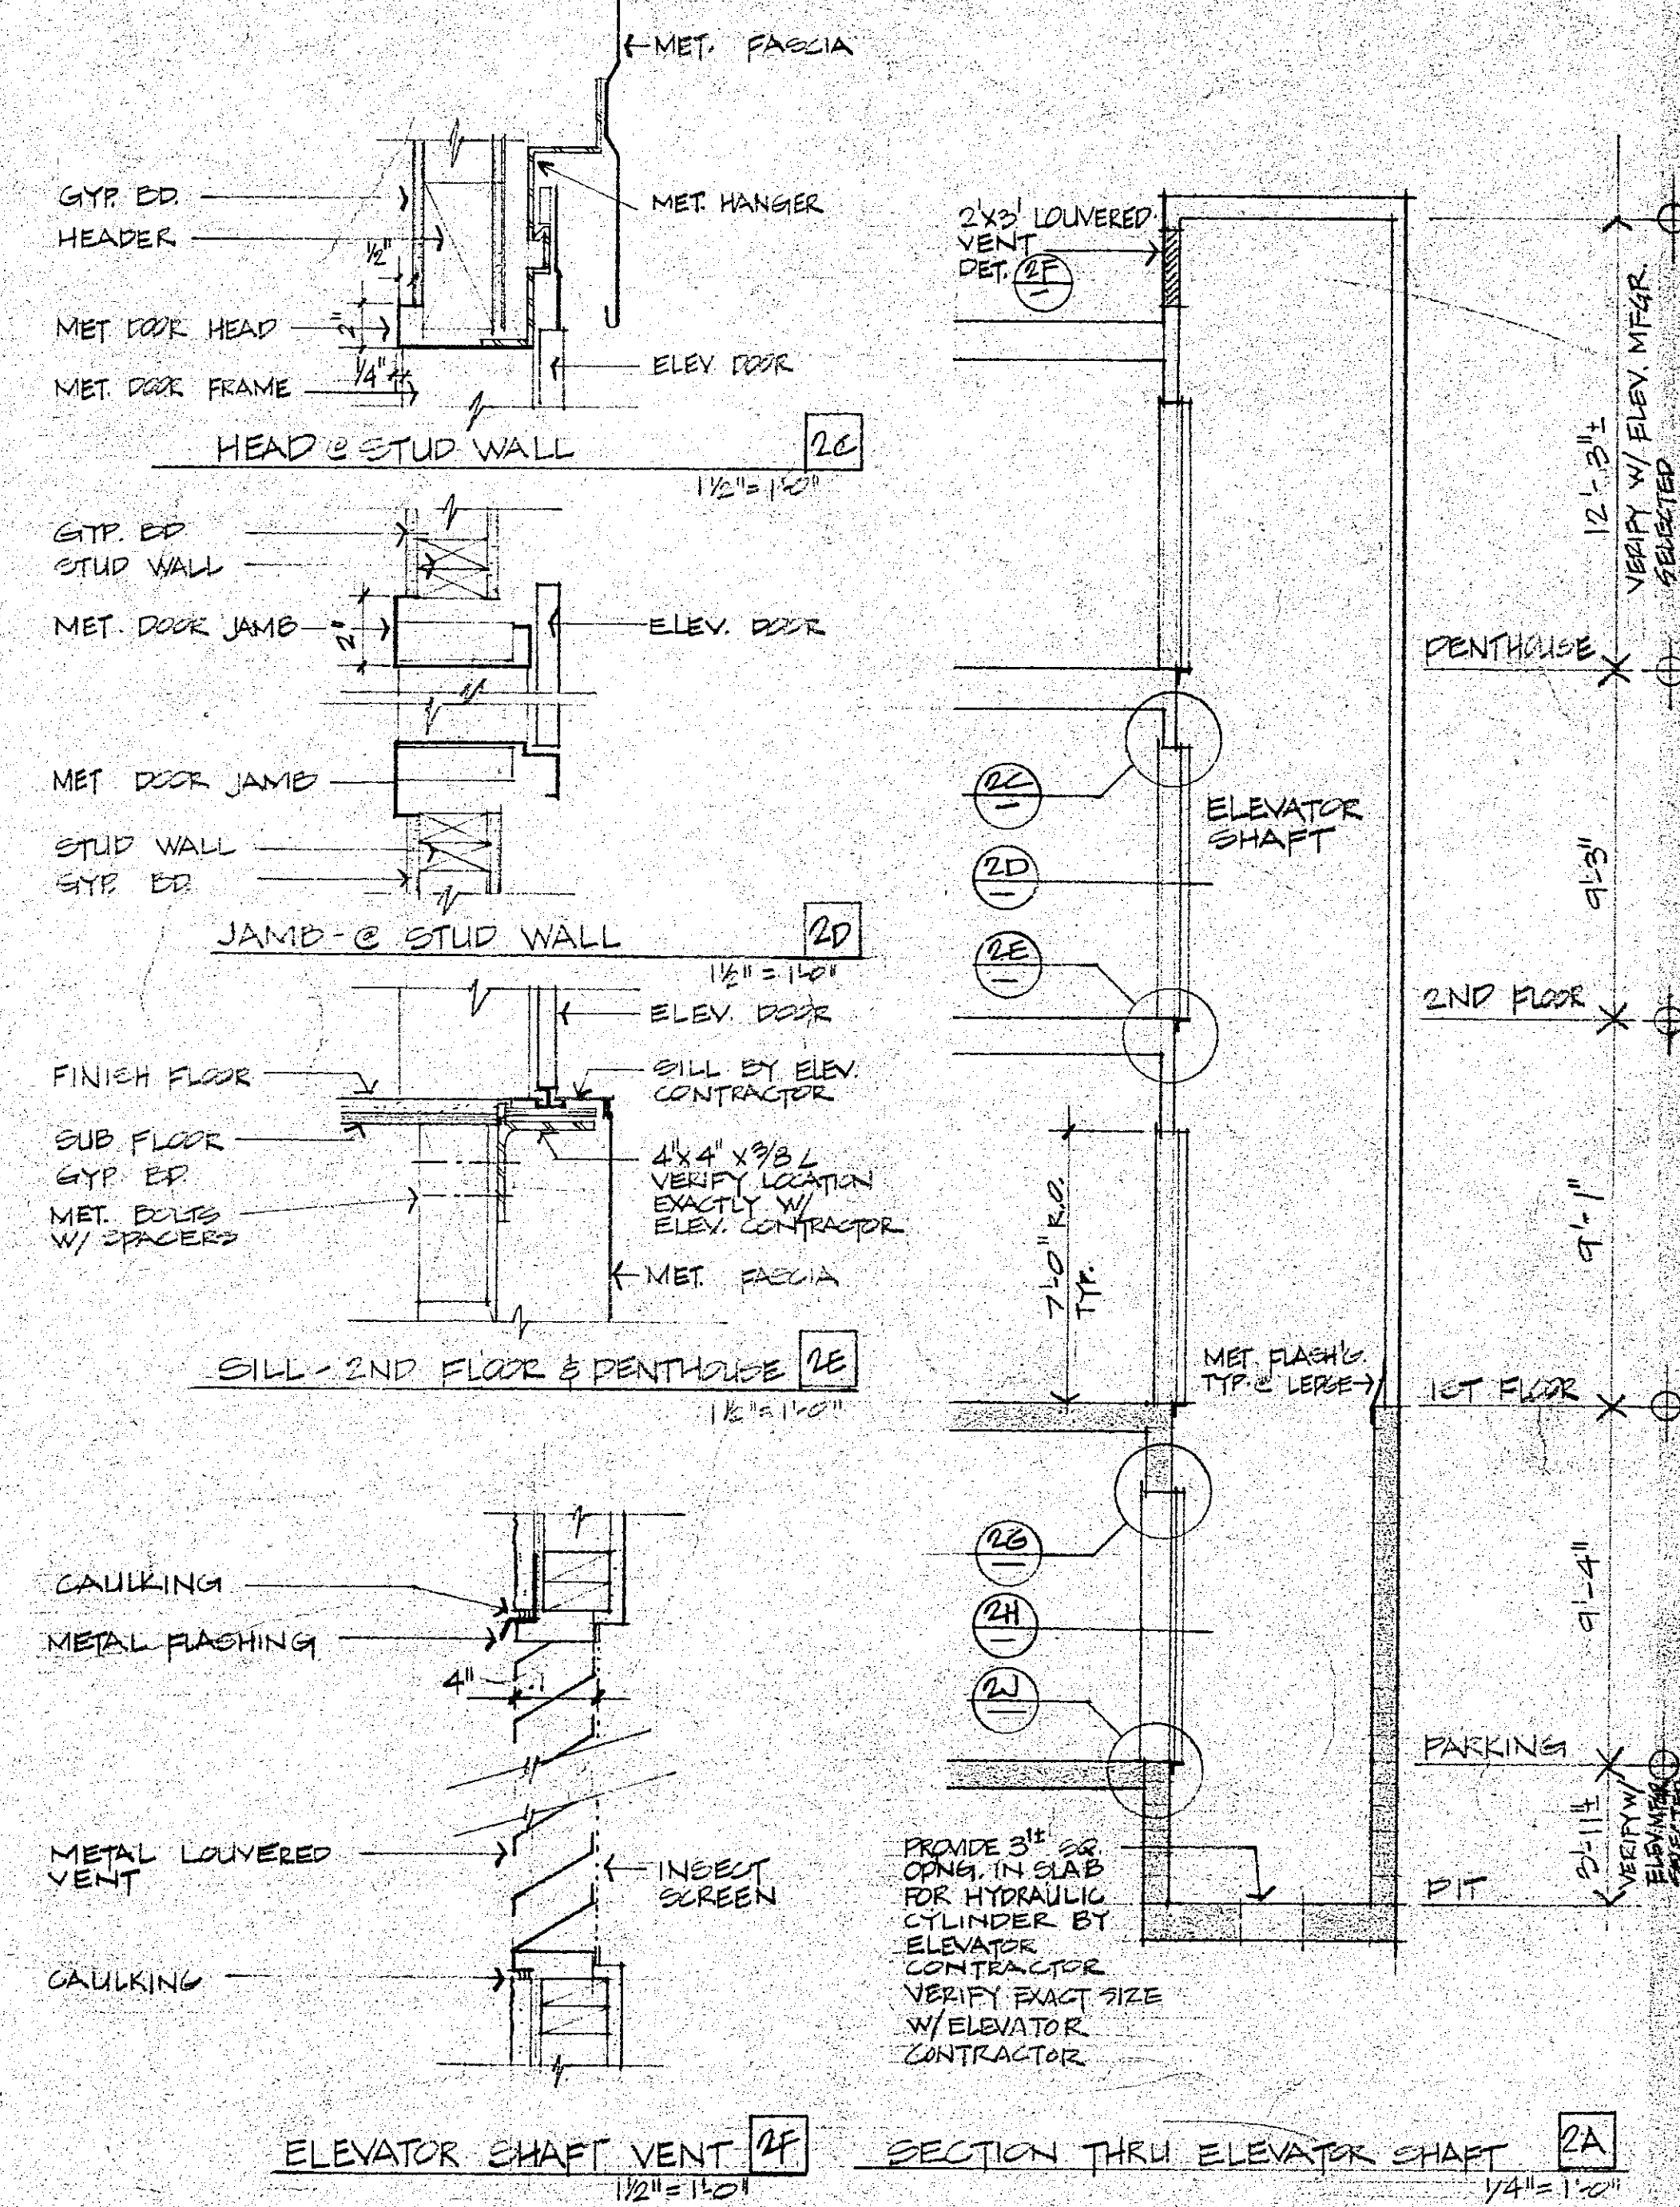 MET. FASCIA
GYP. BD.
HEADER
1/2"
MET. HANGER
MET DOOR HEAD
2"
1/4"
MET. DOOR FRAME
ELEV DOOR
HEAD @ STUD WALL
2C
1 1/2" = 1'-0"
GYP. BD.
STUD WALL
MET. DOOR JAMB
2"
ELEV. DOOR
MET DOOR JAMB
STUD WALL
GYP. BD.
JAMB - @ STUD WALL
2D
1 1/2" = 1'-0"
ELEV. DOOR
FINISH FLOOR
SILL BY ELEV.
CONTRACTOR
SUB FLOOR
GYP. BD.
MET. BOLTS
W/ SPACERS
4"X4" X 3/8 L
VERIFY LOCATION
EXACTLY W/
ELEV. CONTRACTOR
MET. FASCIA
SILL - 2ND FLOOR & PENTHOUSE
2E
1 1/2" = 1'-0"
CAULKING
METAL FLASHING
4"
METAL LOUVERED
VENT
INSECT
SCREEN
CAULKING
ELEVATOR SHAFT VENT
2F
1 1/2" = 1'-0"
2'X3' LOUVERED
VENT
DET. 2F
12'-3"±
VERIFY W/ ELEV. MFGR.
SELECTED
PENTHOUSE
2C
ELEVATOR
SHAFT
2D
2E
9'-3"
2ND FLOOR
7'-0" R.O.
TYP.
9'-1"
MET. FLASH'G.
TYP. @ LEDGE
1ST FLOOR
2G
2H
2J
9'-4"
PARKING
VERIFY W/
PIT
PROVIDE 3'± SQ.
OPNG. IN SLAB
FOR HYDRAULIC
CYLINDER BY
ELEVATOR
CONTRACTOR
VERIFY EXACT SIZE
W/ ELEVATOR
CONTRACTOR
SECTION THRU ELEVATOR SHAFT
2A
1/4" = 1'-0"